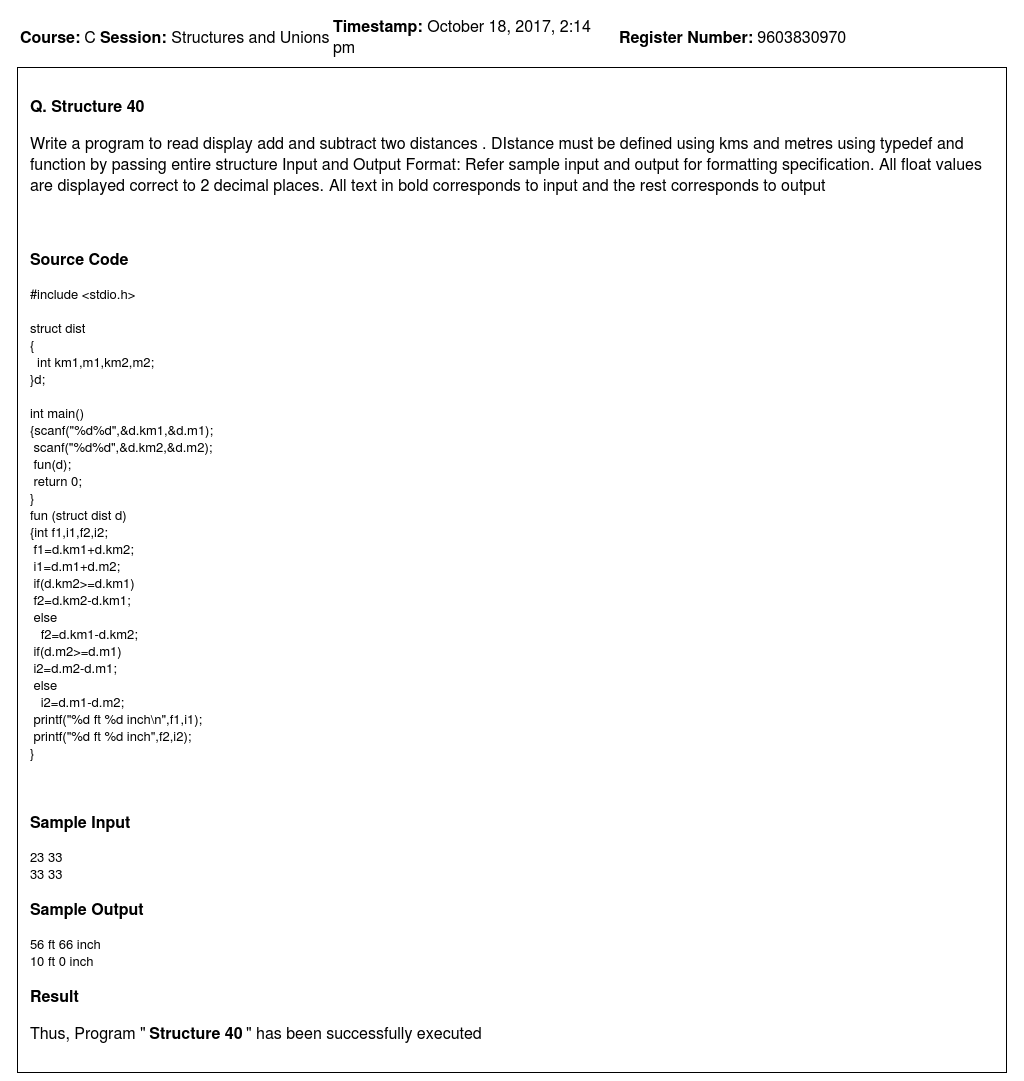 Course: C Session: Structures and Unions Timestamp: October 18, 2017, 2:14 pm Register Number: 9603830970
Q. Structure 40
Write a program to read display add and subtract two distances . DIstance must be defined using kms and metres using typedef and
function by passing entire structure Input and Output Format: Refer sample input and output for formatting specification. All float values
are displayed correct to 2 decimal places. All text in bold corresponds to input and the rest corresponds to output
Source Code
#include <stdio.h>
struct dist
{
  int km1,m1,km2,m2;
}d;
int main()
{scanf("%d%d",&d.km1,&d.m1);
 scanf("%d%d",&d.km2,&d.m2);
 fun(d);
 return 0;
}
fun (struct dist d)
{int f1,i1,f2,i2;
 f1=d.km1+d.km2;
 i1=d.m1+d.m2;
 if(d.km2>=d.km1)
 f2=d.km2-d.km1;
 else
   f2=d.km1-d.km2;
 if(d.m2>=d.m1)
 i2=d.m2-d.m1;
 else
   i2=d.m1-d.m2;
 printf("%d ft %d inch\n",f1,i1);
 printf("%d ft %d inch",f2,i2);
}
Sample Input
23 33
33 33
Sample Output
56 ft 66 inch
10 ft 0 inch
Result
Thus, Program " Structure 40 " has been successfully executed